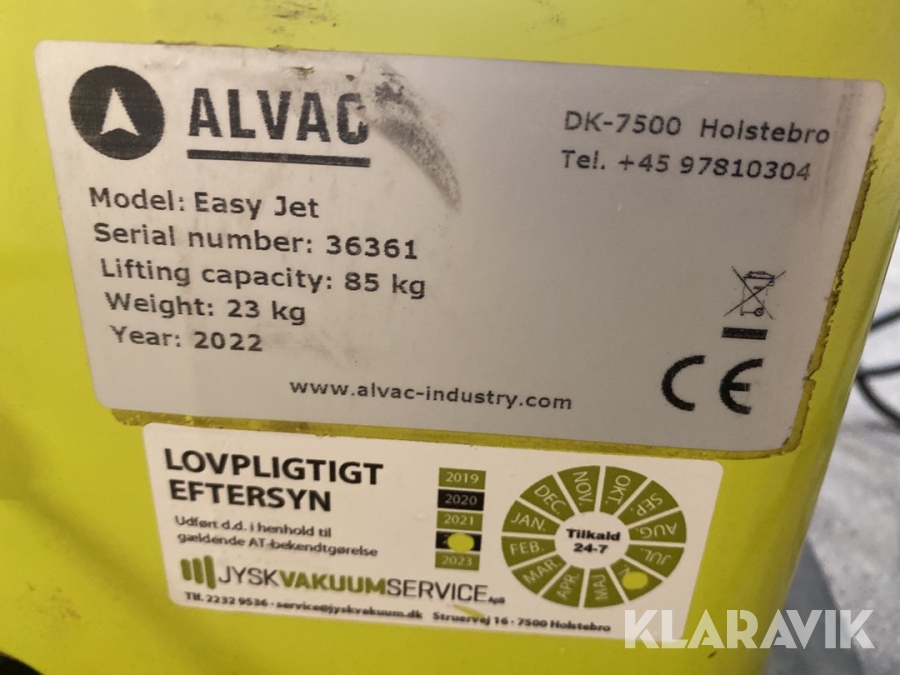 ALVAC
DK-7500 Holstebro
Tel. +45 97810304
Model: Easy Jet
Serial number: 36361
Lifting capacity: 85 kg
Weight: 23 kg
Year: 2022
www.alvac-industry.com
CE
LOVPLIGTIGT
EFTERSYN
Udført d.d. i henhold til
gældende AT-bekendtgørelse
JYSKVAKUUMSERVICE ApS
Tlf. 2232 9536 - service@jyskvakuum.dk Struervej 16 - 7500 Holstebro
2019
2020
2021
2023
JAN.
FEB.
MAR.
APR.
MAJ
JUL.
AUG
SEP.
OKT.
NOV.
DEC.
Tilkald
24-7
KLARAVIK